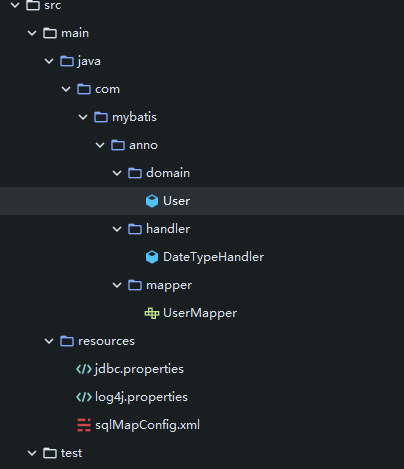 src
main
java
com
mybatis
anno
domain
User
handler
DateTypeHandler
mapper
UserMapper
resources
jdbc.properties
log4j.properties
sqlMapConfig.xml
test